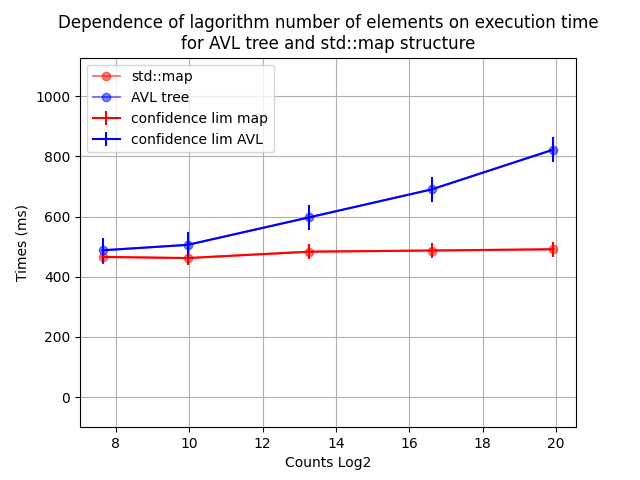 Dependence of lagorithm number of elements on execution time
for AVL tree and std::map structure
std::map
AVL tree
confidence lim map
confidence lim AVL
1000
800
600
400
200
0
Times (ms)
8 10 12 14 16 18 20
Counts Log2